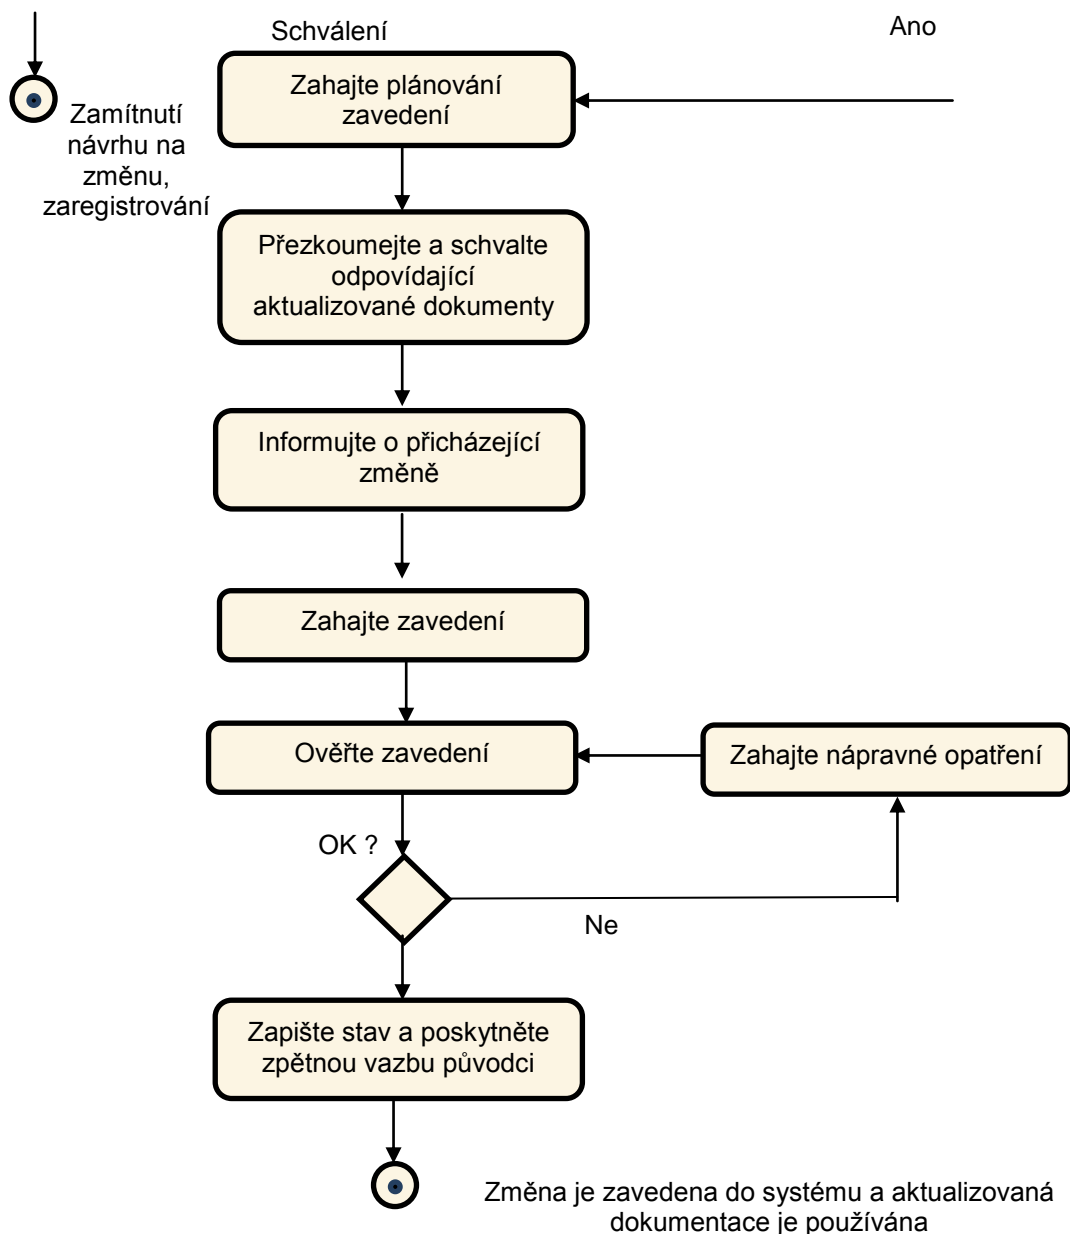 Schválení
Ano
Zahajte plánování
zavedení
Zamítnutí
návrhu na
změnu,
zaregistrování
Přezkoumejte a schvalte
odpovídající
aktualizované dokumenty
Informujte o přicházející
změně
Zahajte zavedení
Ověřte zavedení
Zahajte nápravné opatření
OK ?
Ne
Zapište stav a poskytněte
zpětnou vazbu původci
Změna je zavedena do systému a aktualizovaná
dokumentace je používána